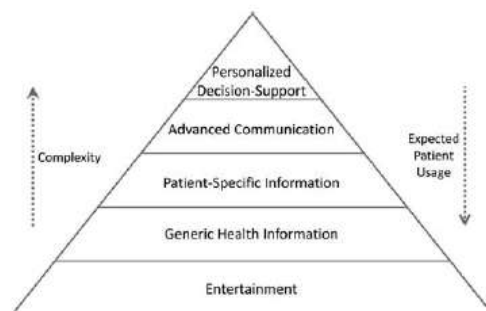 Personalized
Decision-Support
Advanced Communication
Complexity
Expected
Patient
Usage
Patient-Specific Information
Generic Health Information
Entertainment